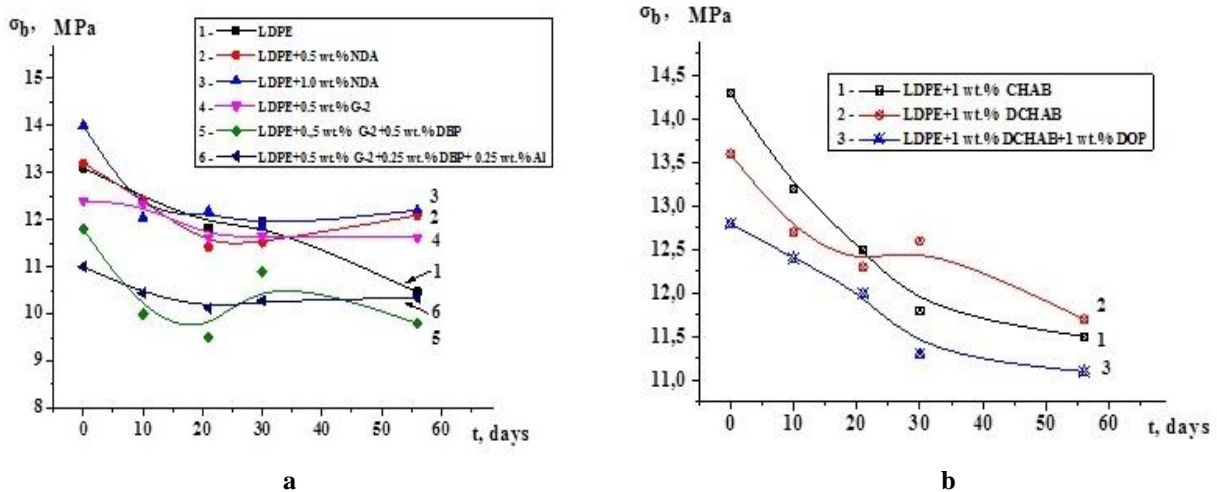 σb, MPa
15
14
13
12
11
10
9
8
0
10
20
30
40
50
60
t, days
1 - LDPE
2 - LDPE+0.5 wt.% NDA
3 - LDPE+1.0 wt.% NDA
4 - LDPE+0.5 wt.% G-2
5 - LDPE+0.,5 wt.% G-2+0.5 wt.% DBP
6 - LDPE+0.5 wt.% G-2+0.25 wt.% DBP+ 0.25 wt.% Al
3
2
4
1
6
5
a
σb, MPa
14,5
14,0
13,5
13,0
12,5
12,0
11,5
11,0
0
10
20
30
40
50
60
t, days
1 - LDPE+1 wt.% CHAB
2 - LDPE+1 wt.% DCHAB
3 - LDPE+1 wt.% DCHAB+1 wt.% DOP
2
1
3
b